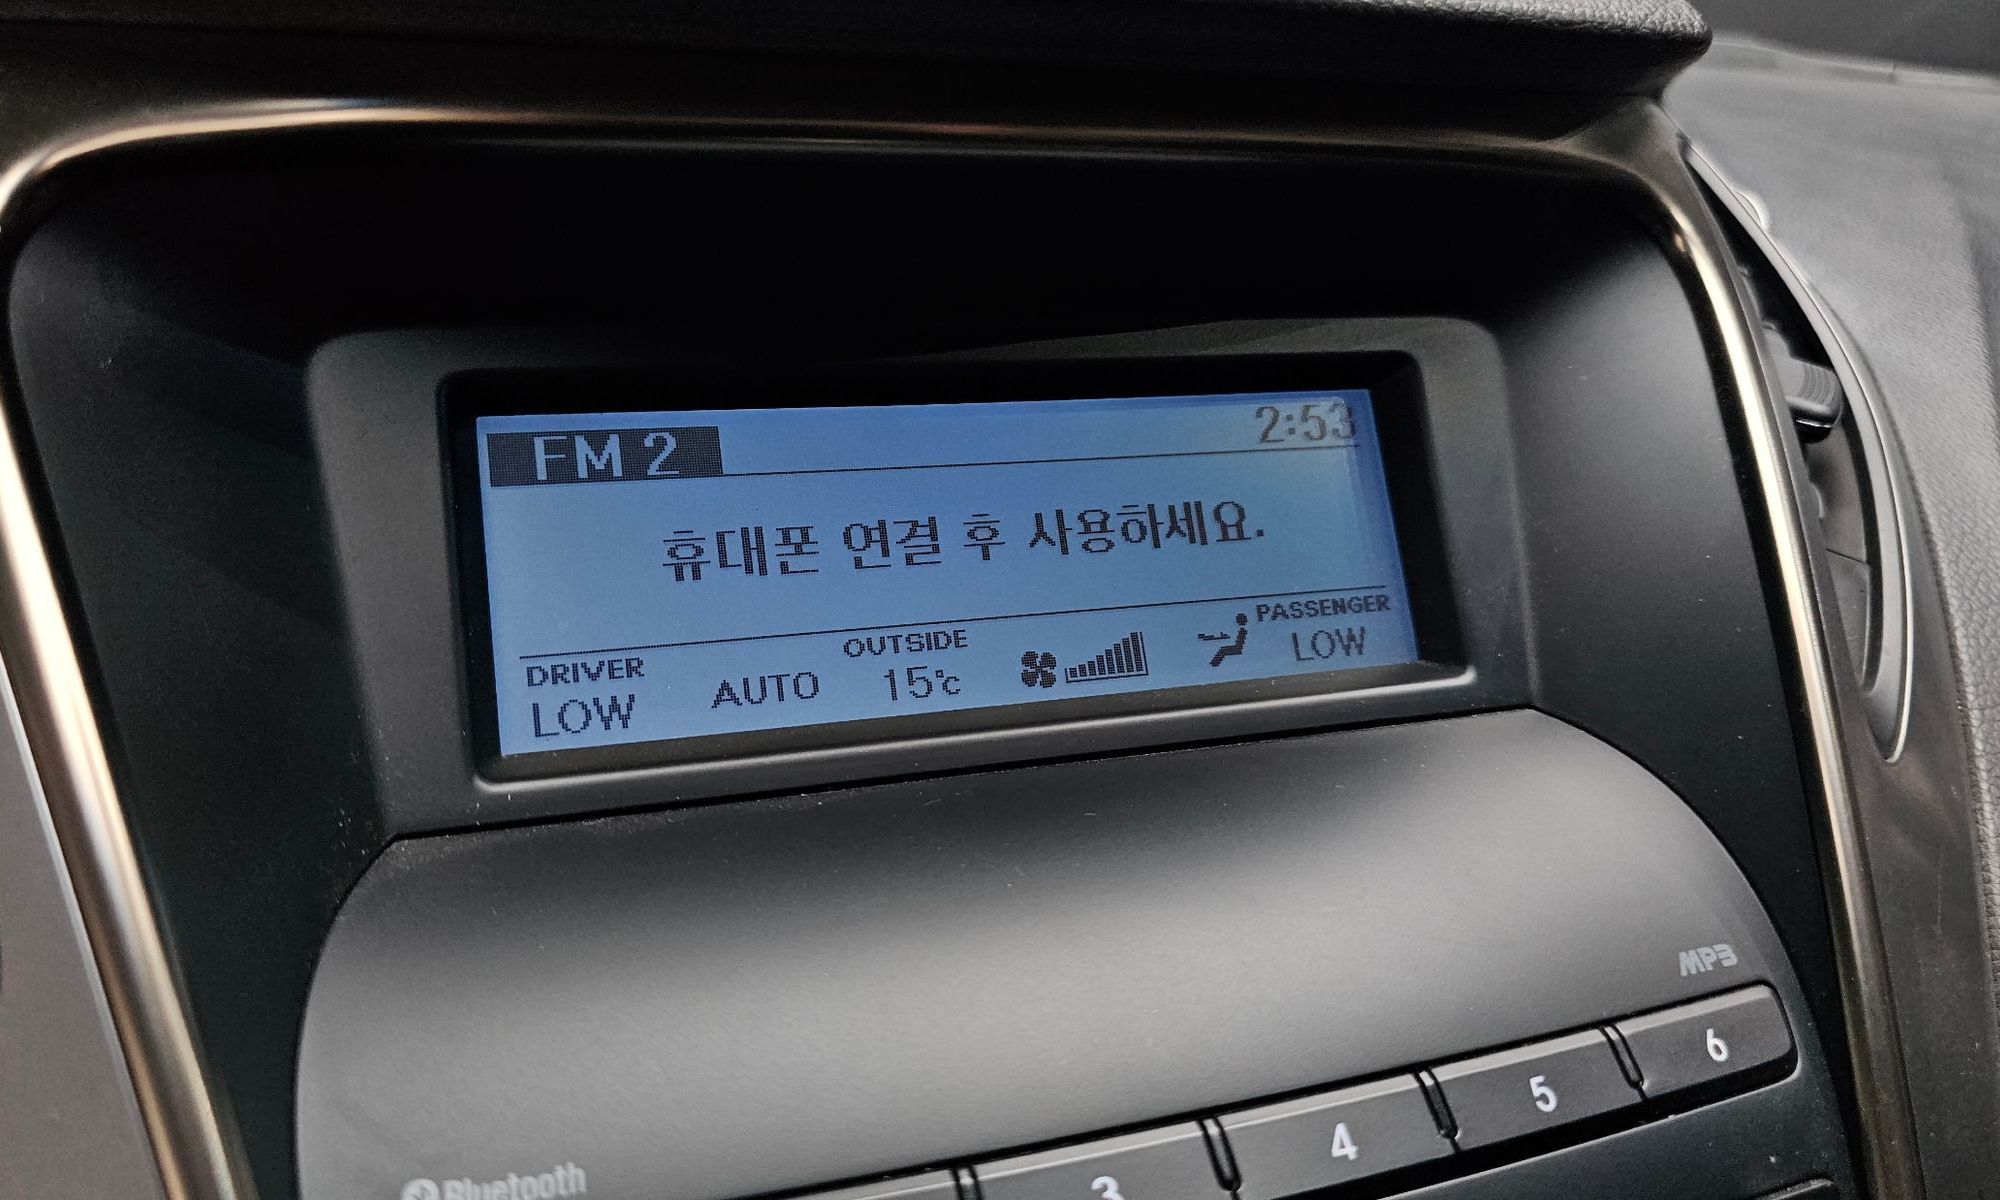 FM 2
2:53
휴대폰 연결 후 사용하세요.
DRIVER
LOW
AUTO
OUTSIDE
15℃
PASSENGER
LOW
MP3
6
5
4
3
Bluetooth